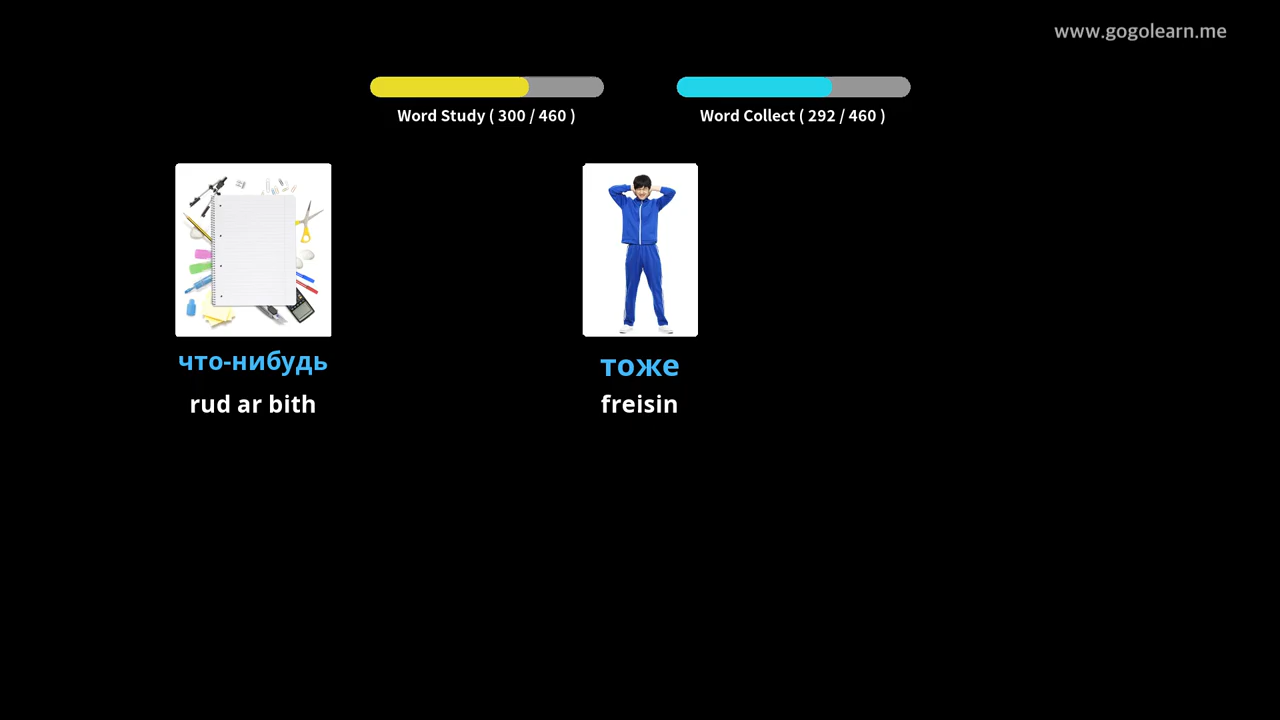 www.gogolearn.me
Word Study ( 300 / 460 )
Word Collect ( 292 / 460 )
что-нибудь
rud ar bith
тоже
freisin